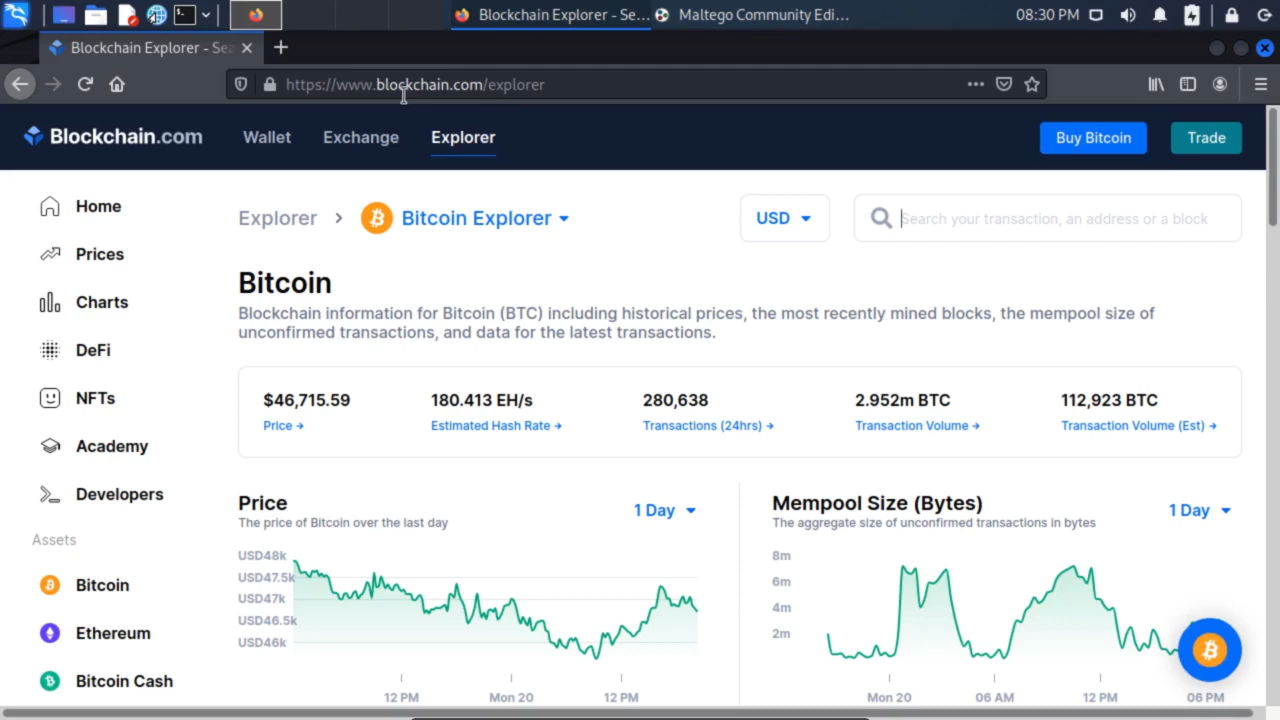 Blockchain Explorer - Se...
Maltego Community Edi...
08:30 PM
Blockchain Explorer - Sea
https://www.blockchain.com/explorer
Blockchain.com
Wallet
Exchange
Explorer
Buy Bitcoin
Trade
Home
Prices
Charts
DeFi
NFTs
Academy
Developers
Assets
Bitcoin
Ethereum
Bitcoin Cash
Explorer > Bitcoin Explorer
USD
Search your transaction, an address or a block
Bitcoin
Blockchain information for Bitcoin (BTC) including historical prices, the most recently mined blocks, the mempool size of
unconfirmed transactions, and data for the latest transactions.
$46,715.59
Price →
180.413 EH/s
Estimated Hash Rate →
280,638
Transactions (24hrs) →
2.952m BTC
Transaction Volume →
112,923 BTC
Transaction Volume (Est) →
Price
The price of Bitcoin over the last day
1 Day
USD48k
USD47.5k
USD47k
USD46.5k
USD46k
12 PM
Mon 20
12 PM
Mempool Size (Bytes)
The aggregate size of unconfirmed transactions in bytes
1 Day
8m
6m
4m
2m
Mon 20
06 AM
12 PM
06 PM